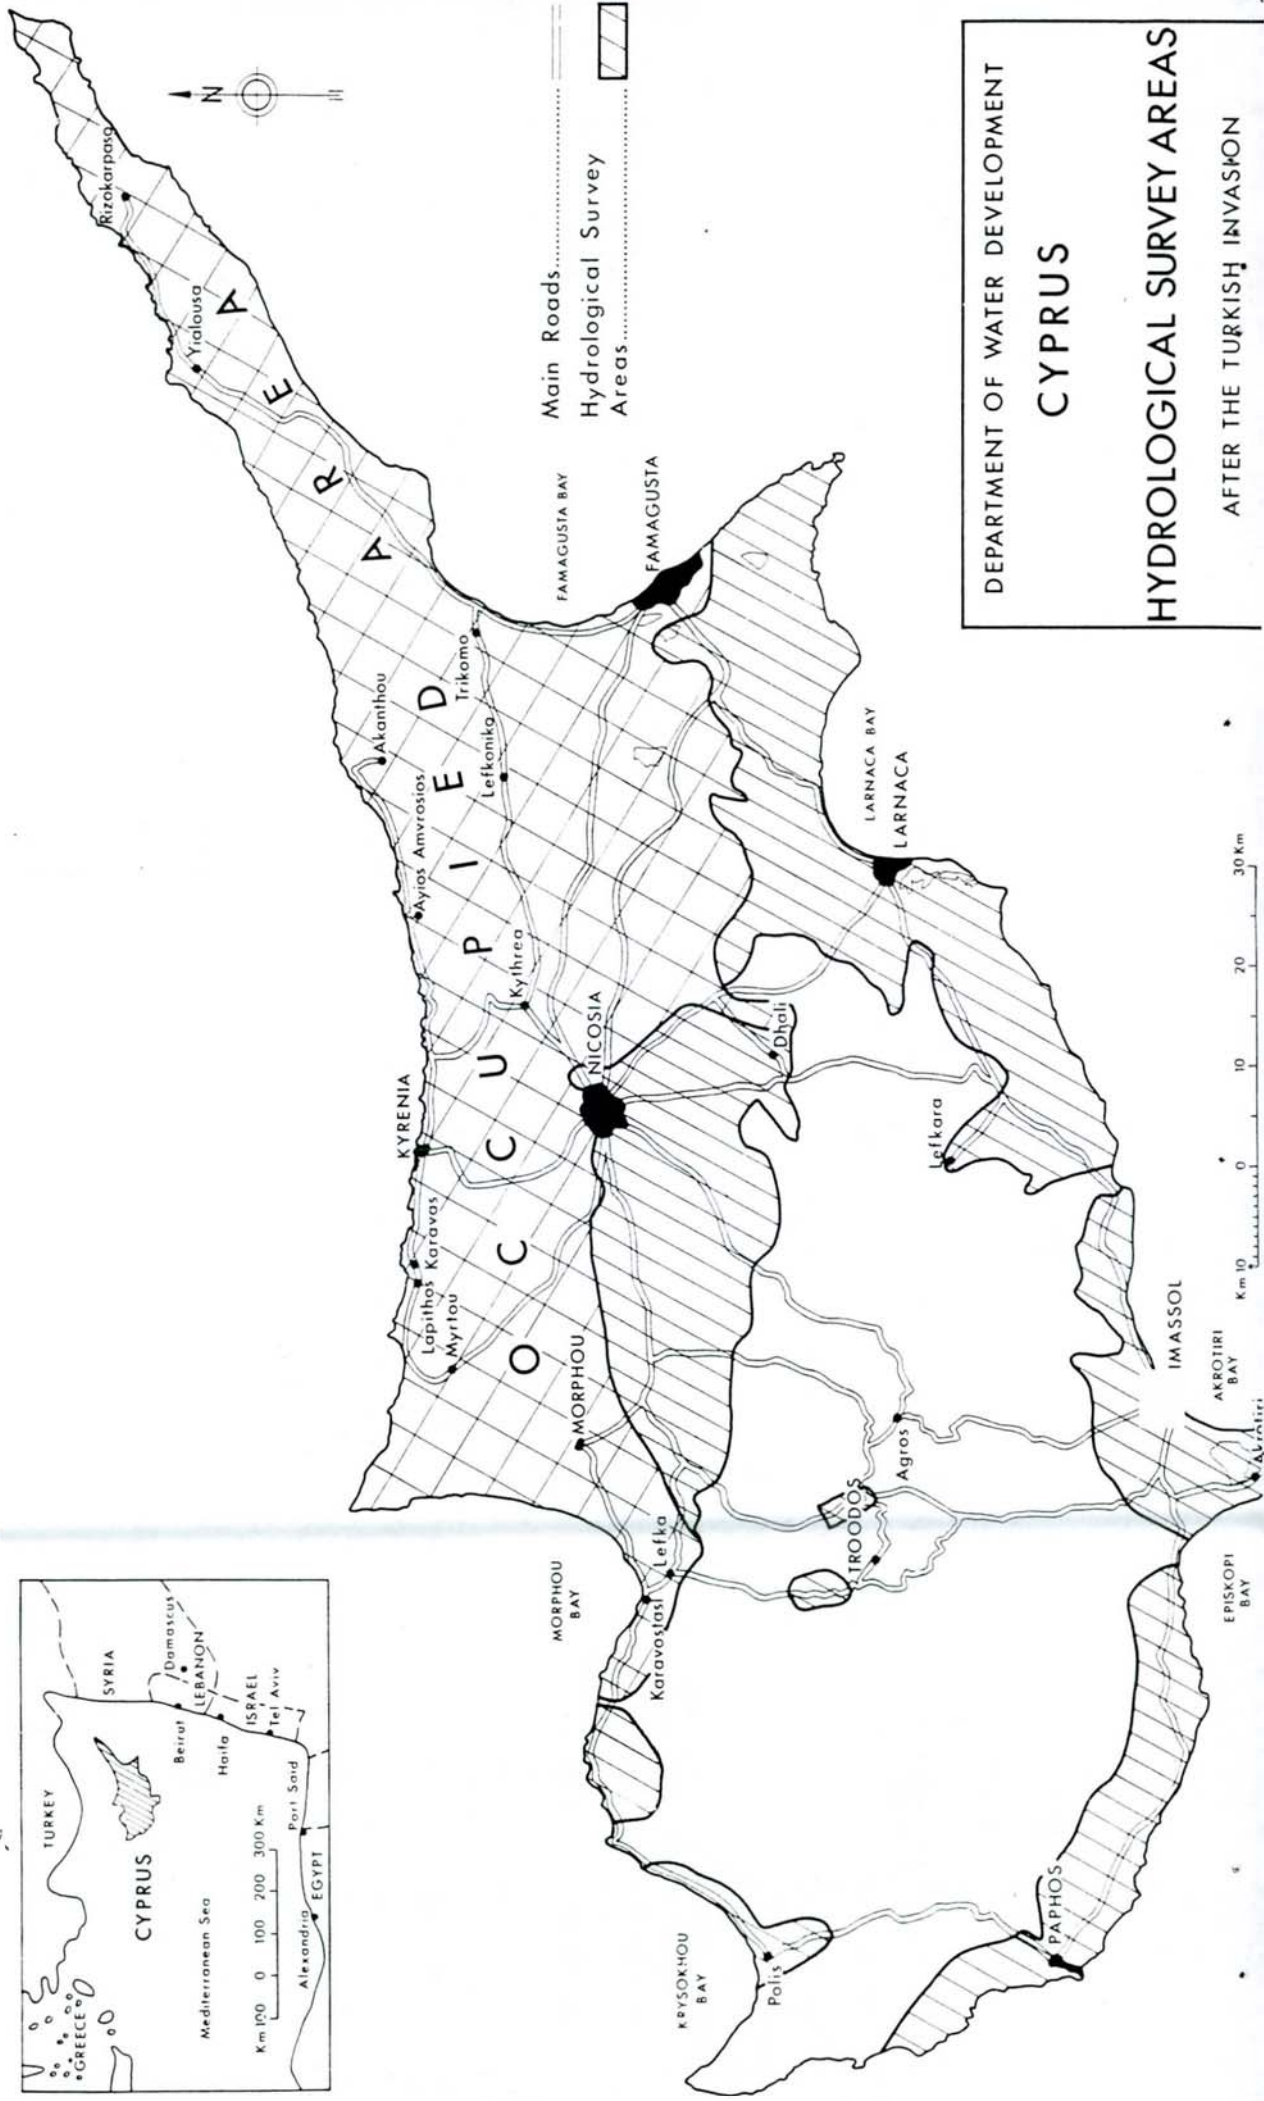 GREECE
TURKEY
CYPRUS
SYRIA
Mediterranean Sea
Beirut
Damascus
LEBANON
Haifa
ISRAEL
Tel Aviv
Km 100 0 100 200 300 Km
Alexandria
Port Said
EGYPT
N
Rizokarpaso
Yialousa
OCCUPIED AREA
Akanthou
Ayios Amvrosios
KYRENIA
Karavas
Lapithos
Myrtou
Trikomo
Lefkoniko
Kythrea
NICOSIA
MORPHOU
MORPHOU
BAY
FAMAGUSTA BAY
FAMAGUSTA
Main Roads
Hydrological Survey
Areas
Lefka
Karavostasi
KRYSOKHOU
BAY
Polis
TROODOS
Agros
Dhali
LARNACA BAY
LARNACA
Lefkara
PAPHOS
IMASSOL
AKROTIRI
BAY
EPISKOPI
BAY
Km 10 0 10 20 30 Km
DEPARTMENT OF WATER DEVELOPMENT
CYPRUS
HYDROLOGICAL SURVEY AREAS
AFTER THE TURKISH INVASION